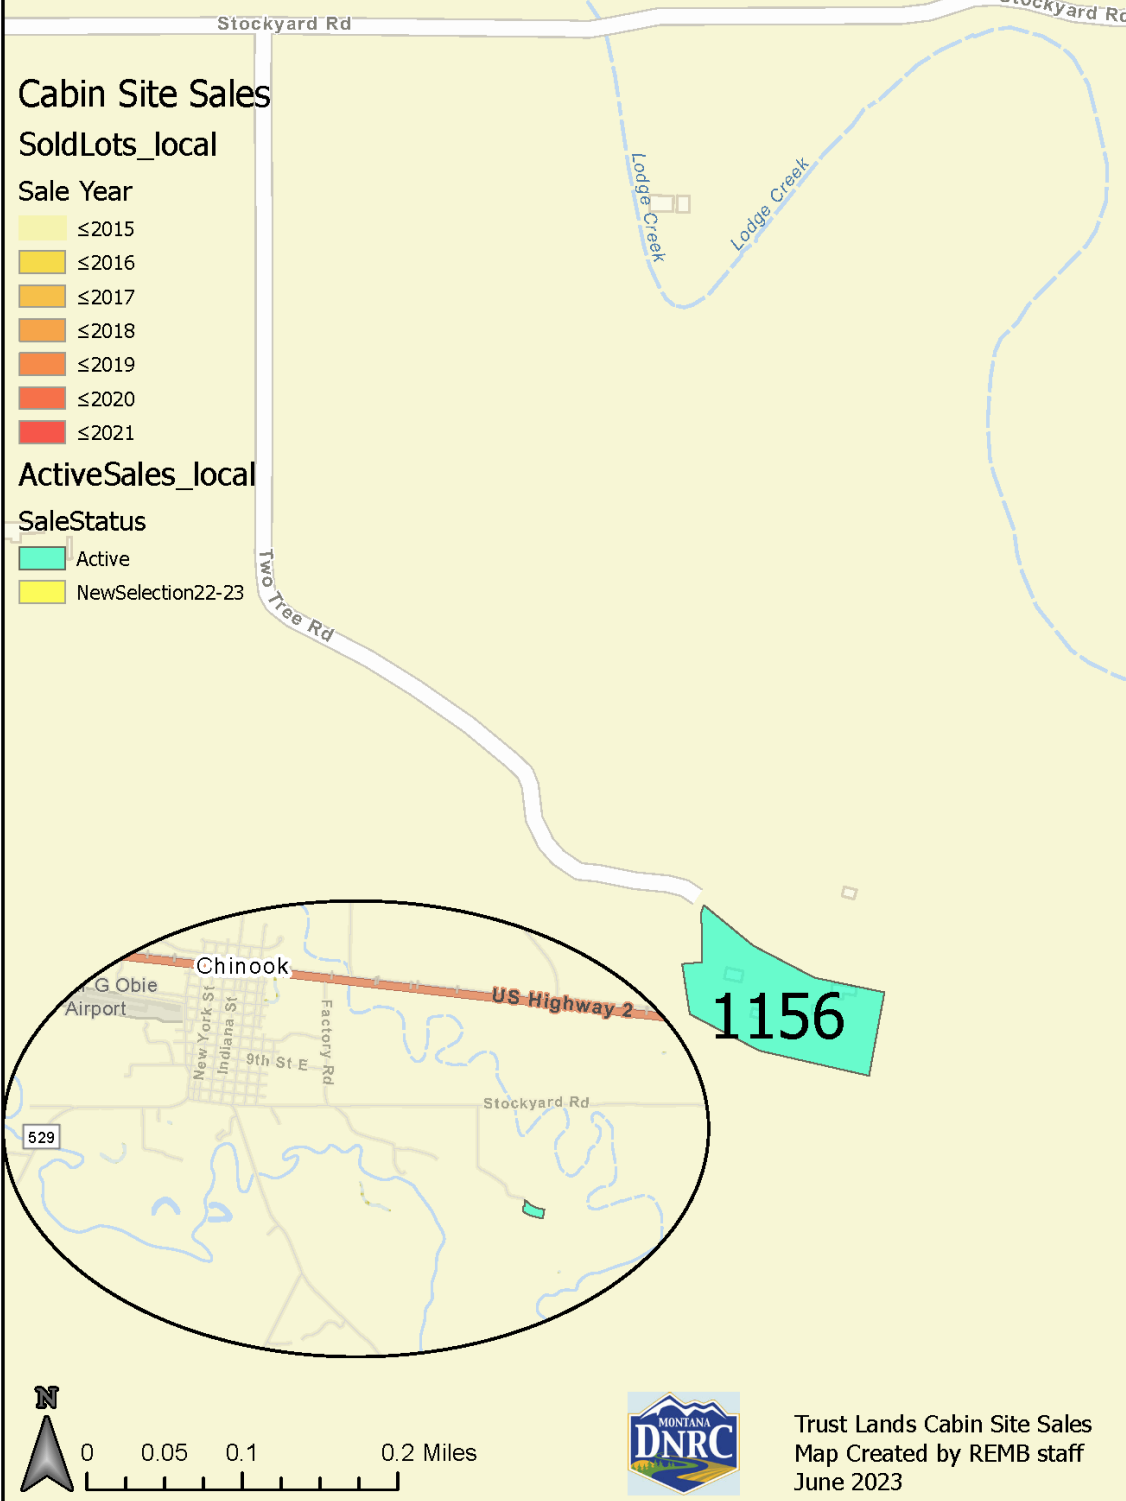 Stockyard Rd
Stockyard Rd
Cabin Site Sales
SoldLots_local
Sale Year
≤2015
≤2016
≤2017
≤2018
≤2019
≤2020
≤2021
ActiveSales_local
SaleStatus
Active
NewSelection22-23
Lodge Creek
Lodge Creek
Two Tree Rd
1156
Chinook
US Highway 2
G Obie
Airport
New York St
Indiana St
Factory Rd
9th St E
Stockyard Rd
529
N
0 0.05 0.1 0.2 Miles
MONTANA
DNRC
Trust Lands Cabin Site Sales
Map Created by REMB staff
June 2023